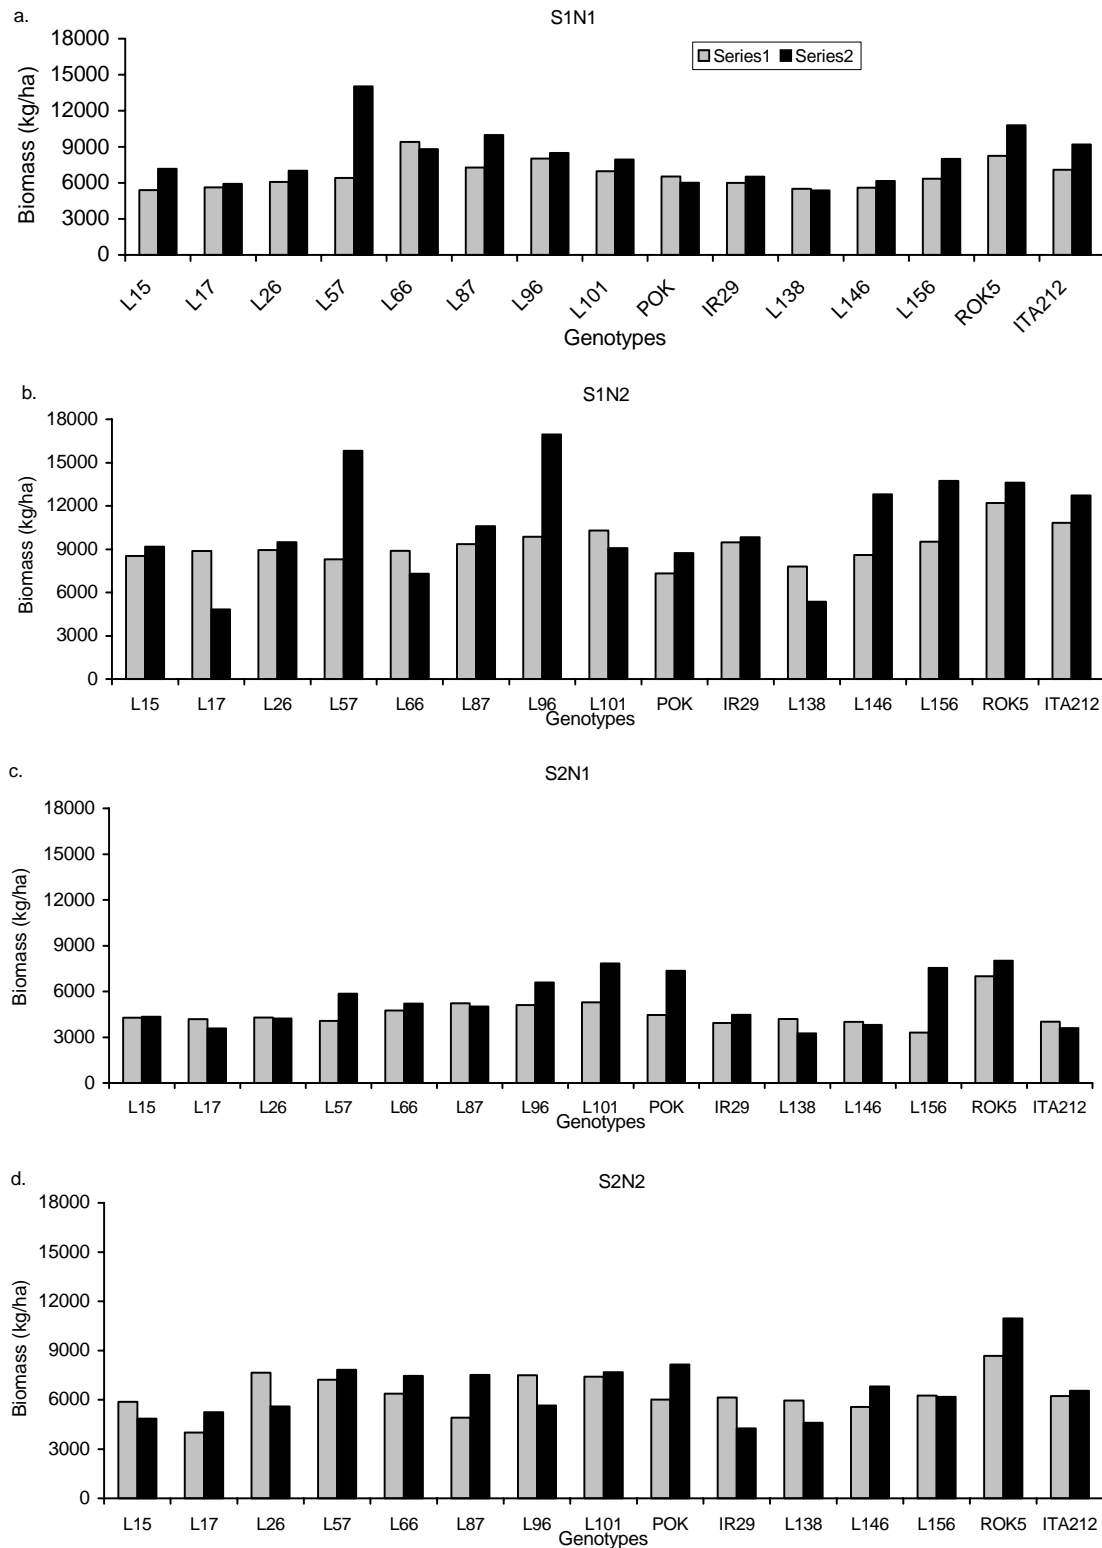 a.
S1N1
Series1 Series2
Biomass (kg/ha)
18000
15000
12000
9000
6000
3000
0
L15 L17 L26 L57 L66 L87 L96 L101 POK IR29 L138 L146 L156 ROK5 ITA212
Genotypes
b.
S1N2
Biomass (kg/ha)
18000
15000
12000
9000
6000
3000
0
L15 L17 L26 L57 L66 L87 L96 L101 POK IR29 L138 L146 L156 ROK5 ITA212
Genotypes
c.
S2N1
Biomass (kg/ha)
18000
15000
12000
9000
6000
3000
0
L15 L17 L26 L57 L66 L87 L96 L101 POK IR29 L138 L146 L156 ROK5 ITA212
Genotypes
d.
S2N2
Biomass (kg/ha)
18000
15000
12000
9000
6000
3000
0
L15 L17 L26 L57 L66 L87 L96 L101 POK IR29 L138 L146 L156 ROK5 ITA212
Genotypes